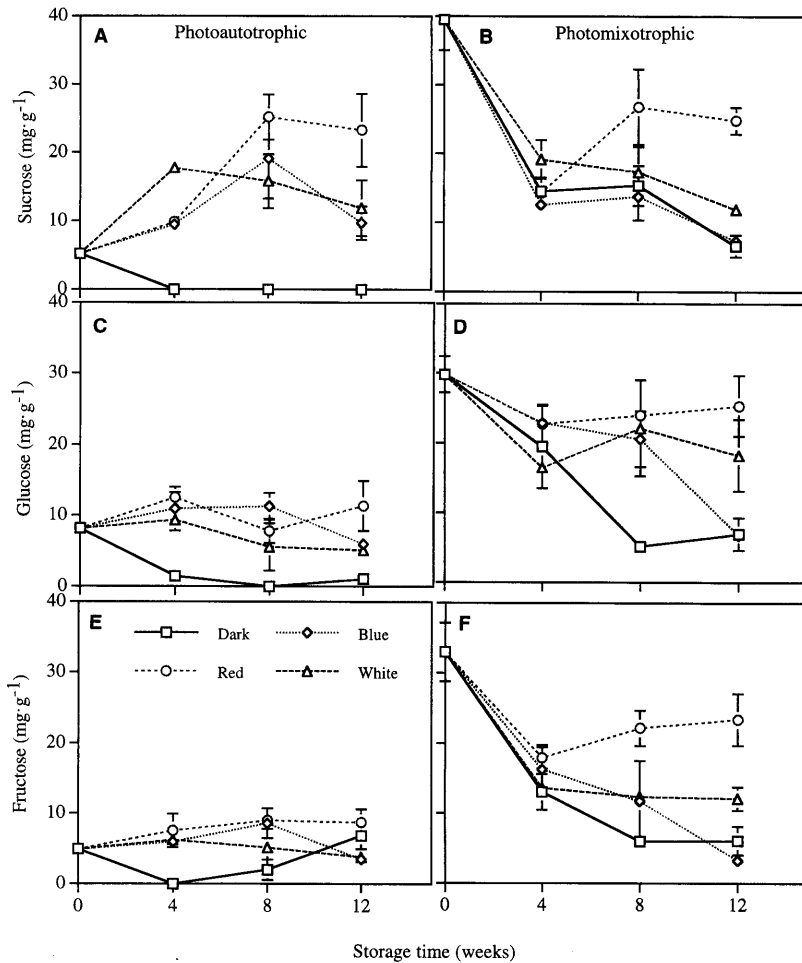 A Photoautotrophic
B Photomixotrophic
40
30
20
10
0
Sucrose (mg·g-1)
C
D
40
30
20
10
0
Glucose (mg·g-1)
E
F
Dark
Blue
Red
White
40
30
20
10
0
Fructose (mg·g-1)
0 4 8 12
0 4 8 12
Storage time (weeks)